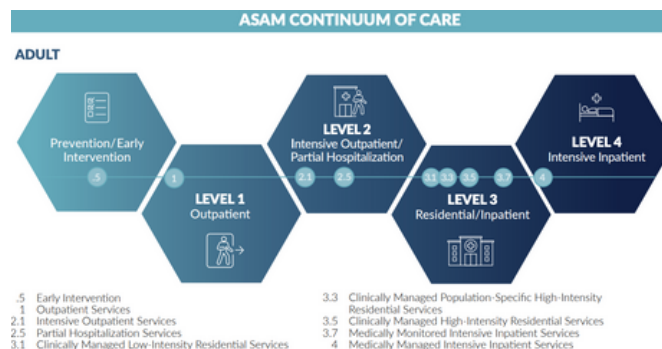 ASAM CONTINUUM OF CARE
ADULT
Prevention/Early
Intervention
.5
1
LEVEL 1
Outpatient
LEVEL 2
Intensive Outpatient/
Partial Hospitalization
2.1
2.5
3.1
3.3
3.5
3.7
LEVEL 3
Residential/Inpatient
LEVEL 4
Intensive Inpatient
4
.5 Early Intervention
1 Outpatient Services
2.1 Intensive Outpatient Services
2.5 Partial Hospitalization Services
3.1 Clinically Managed Low-Intensity Residential Services
3.3 Clinically Managed Population-Specific High-Intensity
Residential Services
3.5 Clinically Managed High-Intensity Residential Services
3.7 Medically Monitored Intensive Inpatient Services
4 Medically Managed Intensive Inpatient Services